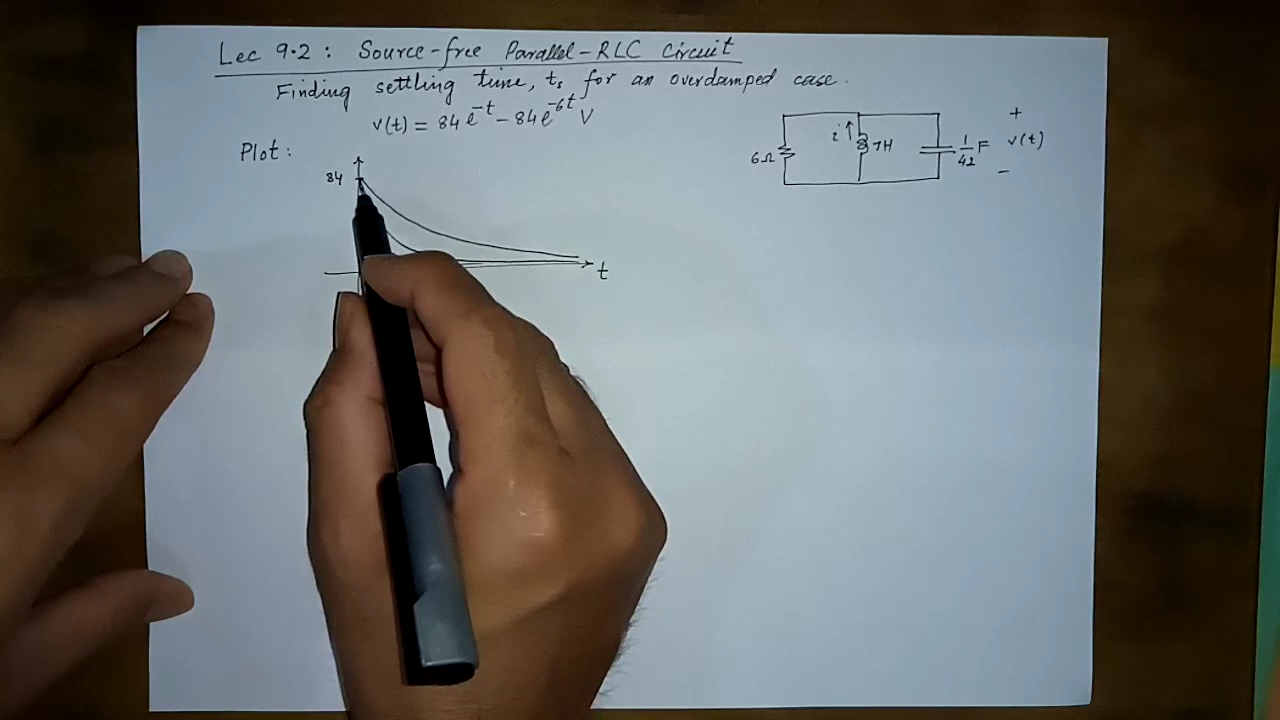 Lec 9.2 : Source-free Parallel-RLC Circuit
Finding settling time, ts for an overdamped case.
v(t) = 84 e^-t - 84 e^-6t V
Plot :
84
t
6Ω
i
7H
1/42 F
+
v(t)
-